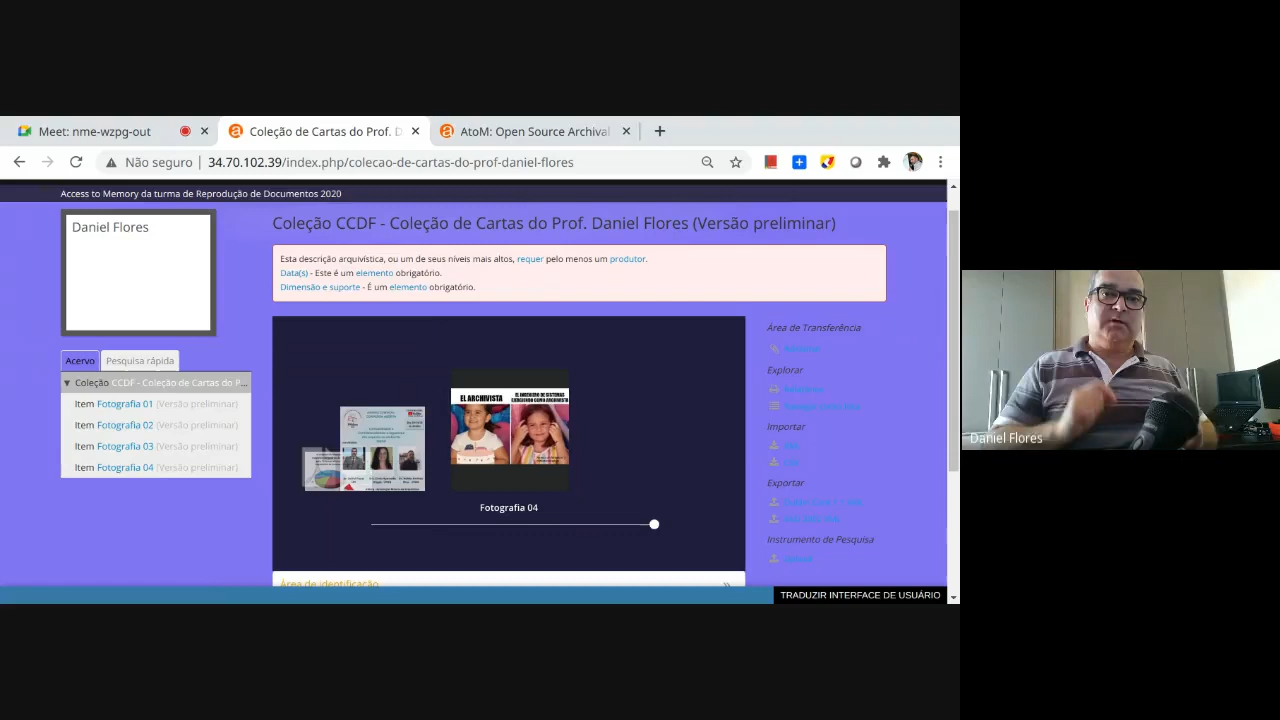 Meet: nme-wzpg-out
Coleção de Cartas do Prof. D
AtoM: Open Source Archival
Não seguro | 34.70.102.39/index.php/colecao-de-cartas-do-prof-daniel-flores
Access to Memory da turma de Reprodução de Documentos 2020
Daniel Flores
Coleção CCDF - Coleção de Cartas do Prof. Daniel Flores (Versão preliminar)
Esta descrição arquivística, ou um de seus níveis mais altos, requer pelo menos um produtor.
Data(s) - Este é um elemento obrigatório.
Dimensão e suporte - É um elemento obrigatório.
Acervo
Pesquisa rápida
Coleção CCDF - Coleção de Cartas do P...
Item Fotografia 01 (Versão preliminar)
Item Fotografia 02 (Versão preliminar)
Item Fotografia 03 (Versão preliminar)
Item Fotografia 04 (Versão preliminar)
EL ARCHIVISTA
Fotografia 04
Área de identificação
Área de Transferência
Explorar
Importar
Exportar
Instrumento de Pesquisa
TRADUZIR INTERFACE DE USUÁRIO
Daniel Flores